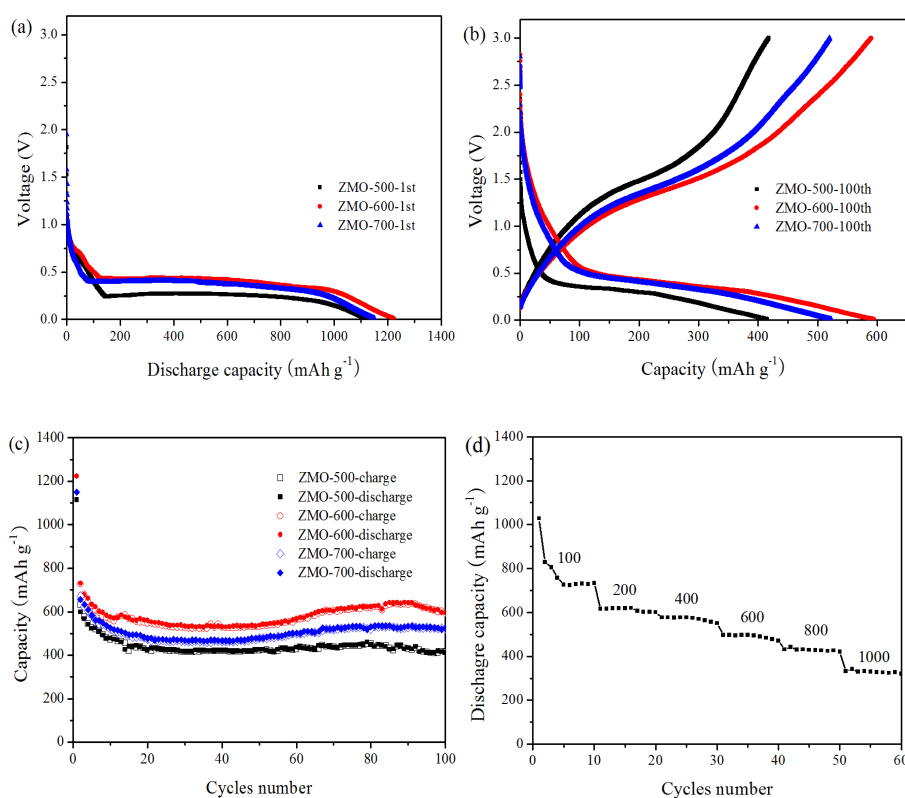 (a)
3.0
2.5
2.0
1.5
1.0
0.5
0.0
Voltage (V)
ZMO-500-1st
ZMO-600-1st
ZMO-700-1st
0 200 400 600 800 1000 1200 1400
Discharge capacity (mAh g⁻¹)
(b)
3.0
2.5
2.0
1.5
1.0
0.5
0.0
Voltage (V)
ZMO-500-100th
ZMO-600-100th
ZMO-700-100th
0 100 200 300 400 500 600
Capacity (mAh g⁻¹)
(c)
1400
1200
1000
800
600
400
200
0
Capacity (mAh g⁻¹)
ZMO-500-charge
ZMO-500-discharge
ZMO-600-charge
ZMO-600-discharge
ZMO-700-charge
ZMO-700-discharge
0 20 40 60 80 100
Cycles number
(d)
1400
1200
1000
800
600
400
200
0
Dischagre capacity (mAh g⁻¹)
100
200
400
600
800
1000
0 10 20 30 40 50 60
Cycles number